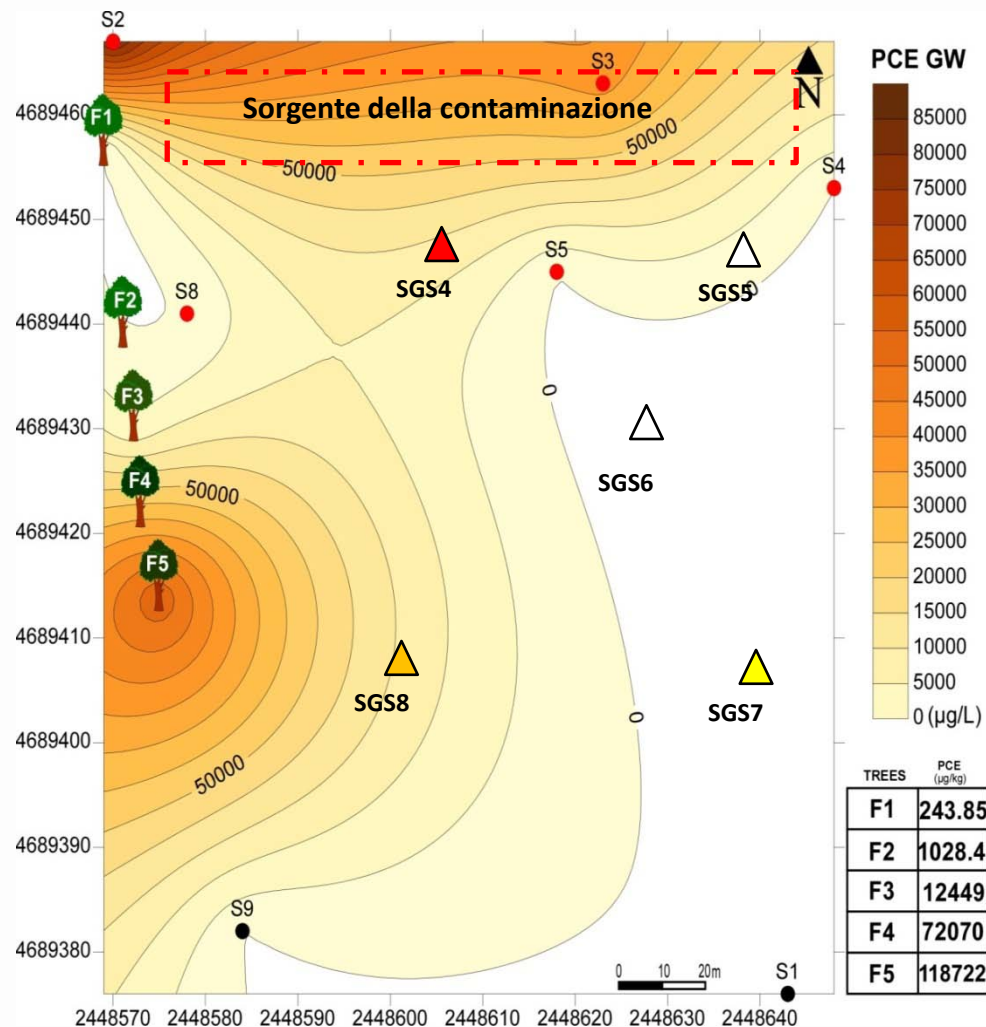 S2
PCE GW
S3
N
4689460
F1
Sorgente della contaminazione
50000
50000
S4
4689450
SGS4
S5
SGS5
0
F2
S8
4689440
F3
0
4689430
SGS6
F4
50000
4689420
F5
4689410
SGS8
SGS7
0
4689400
50000
4689390
S9
4689380
0 10 20m
S1
2448570 2448580 2448590 2448600 2448610 2448620 2448630 2448640
85000
80000
75000
70000
65000
60000
55000
50000
45000
40000
35000
30000
25000
20000
15000
10000
5000
0 (µg/L)
TREES PCE (µg/kg)
F1 243.85
F2 1028.4
F3 12449
F4 72070
F5 118722